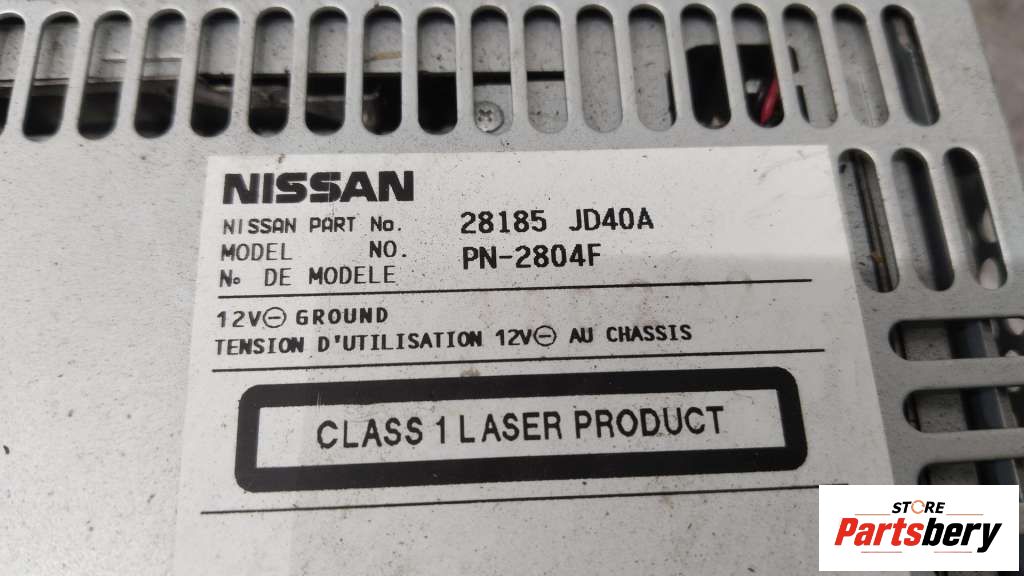 NISSAN
NISSAN PART No. 28185 JD40A
MODEL NO. PN-2804F
No DE MODELE
12V⊖ GROUND
TENSION D'UTILISATION 12V⊖ AU CHASSIS
CLASS 1 LASER PRODUCT
STORE
Partsbery